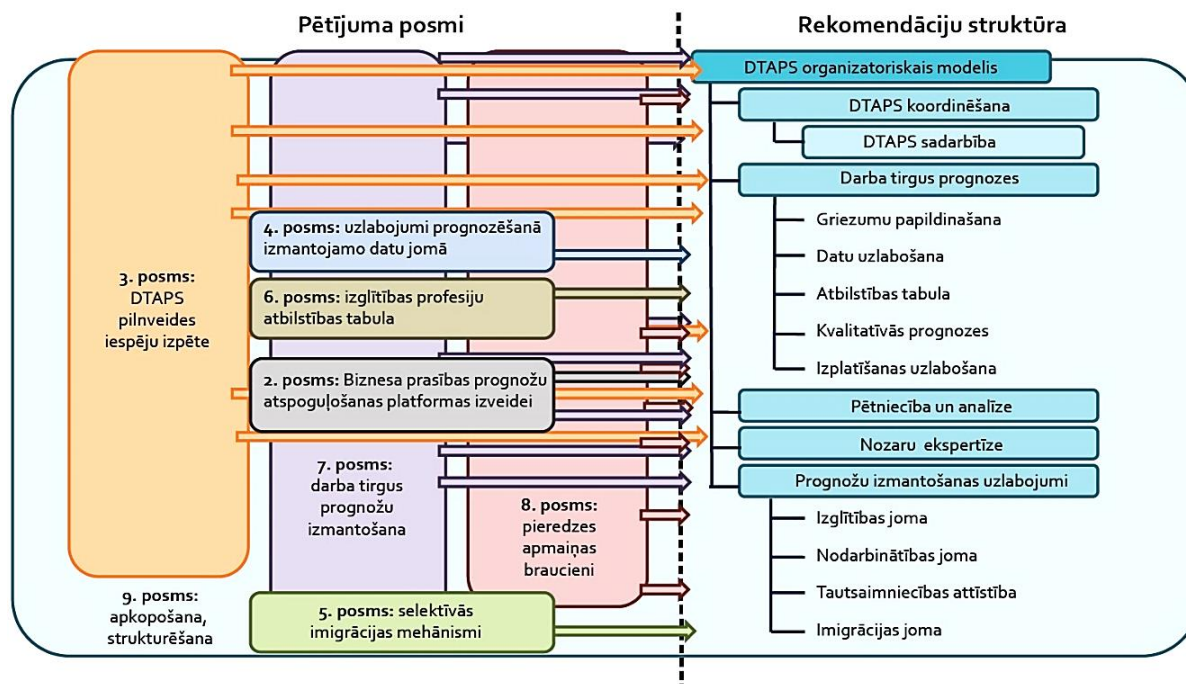 Pētījuma posmi
Rekomendāciju struktūra
3. posms:
DTAPS
pilnveides
iespēju izpēte
4. posms: uzlabojumi prognozēšanā
izmantojamo datu jomā
6. posms: izglītības profesiju
atbilstības tabula
2. posms: Biznesa prasības prognožu
atspoguļošanas platformas izveidei
7. posms:
darba tirgus
prognožu
izmantošana
8. posms:
pieredzes
apmaiņas
braucieni
9. posms:
apkopošana,
strukturēšana
5. posms: selektīvās
imigrācijas mehānismi
DTAPS organizatoriskais modelis
DTAPS koordinēšana
DTAPS sadarbība
Darba tirgus prognozes
Griezumu papildinašana
Datu uzlabošana
Atbilstības tabula
Kvalitatīvās prognozes
Izplatīšanas uzlabošana
Pētniecība un analīze
Nozaru ekspertīze
Prognožu izmantošanas uzlabojumi
Izglītības joma
Nodarbinātības joma
Tautsaimniecības attīstība
Imigrācijas joma